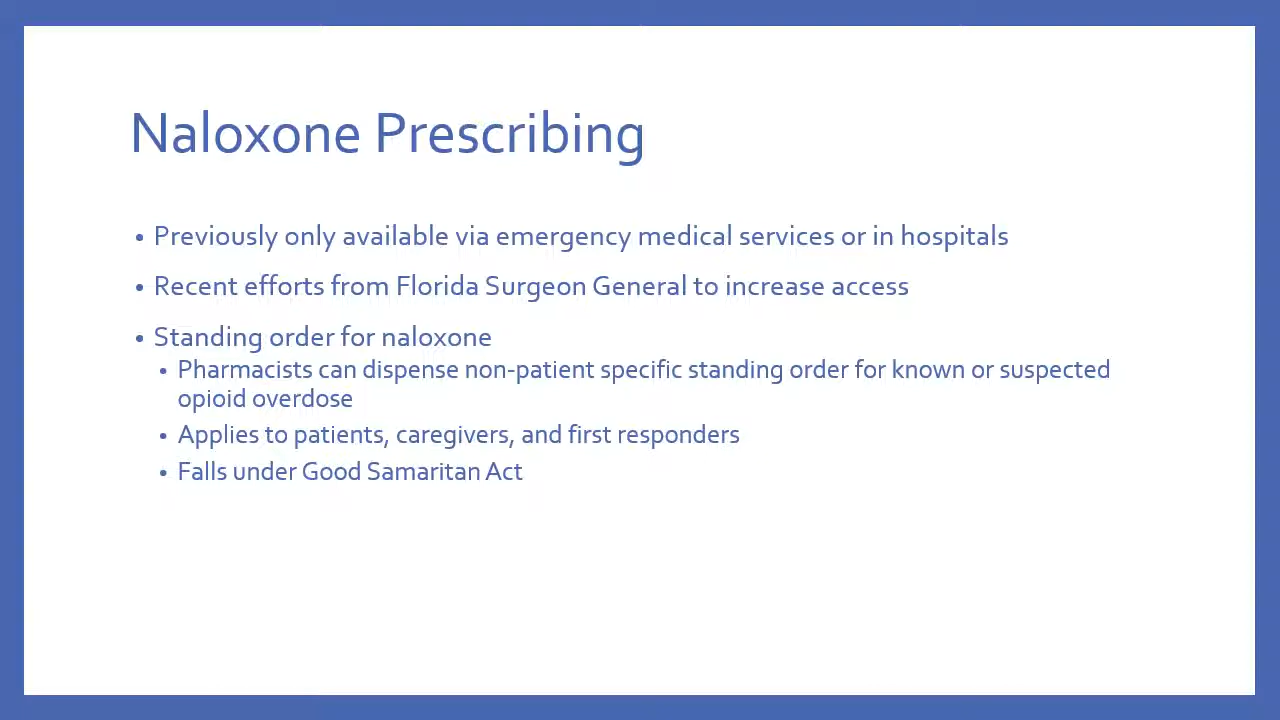 Naloxone Prescribing
• Previously only available via emergency medical services or in hospitals
• Recent efforts from Florida Surgeon General to increase access
• Standing order for naloxone
• Pharmacists can dispense non-patient specific standing order for known or suspected
opioid overdose
• Applies to patients, caregivers, and first responders
• Falls under Good Samaritan Act